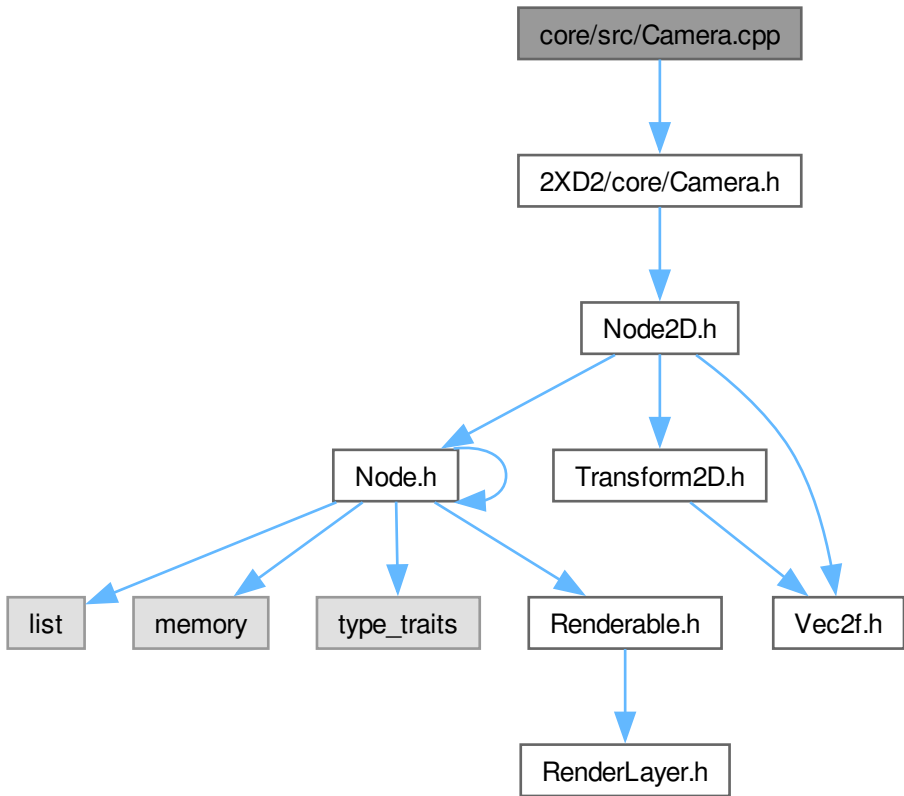 core/src/Camera.cpp
2XD2/core/Camera.h
Node2D.h
Node.h
Transform2D.h
list
memory
type_traits
Renderable.h
Vec2f.h
RenderLayer.h